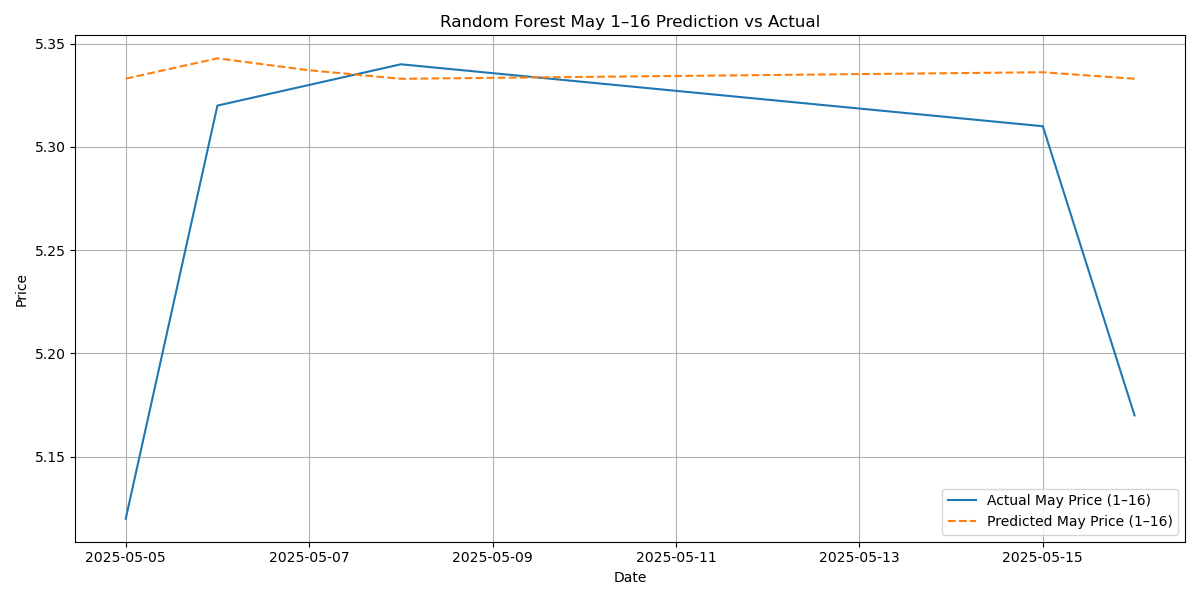 Random Forest May 1–16 Prediction vs Actual
Price
5.35
5.30
5.25
5.20
5.15
Actual May Price (1–16)
Predicted May Price (1–16)
2025-05-05 2025-05-07 2025-05-09 2025-05-11 2025-05-13 2025-05-15
Date